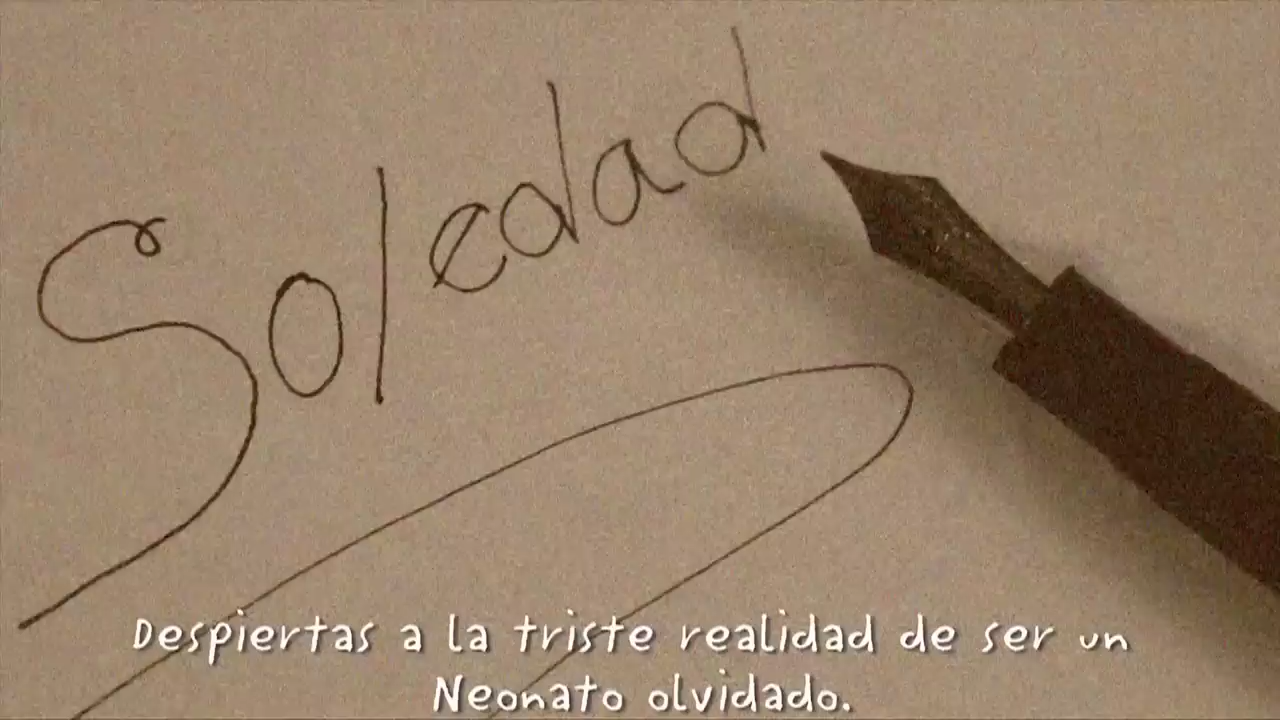 Soledad
Despiertas a la triste realidad de ser un
Neonato olvidado.